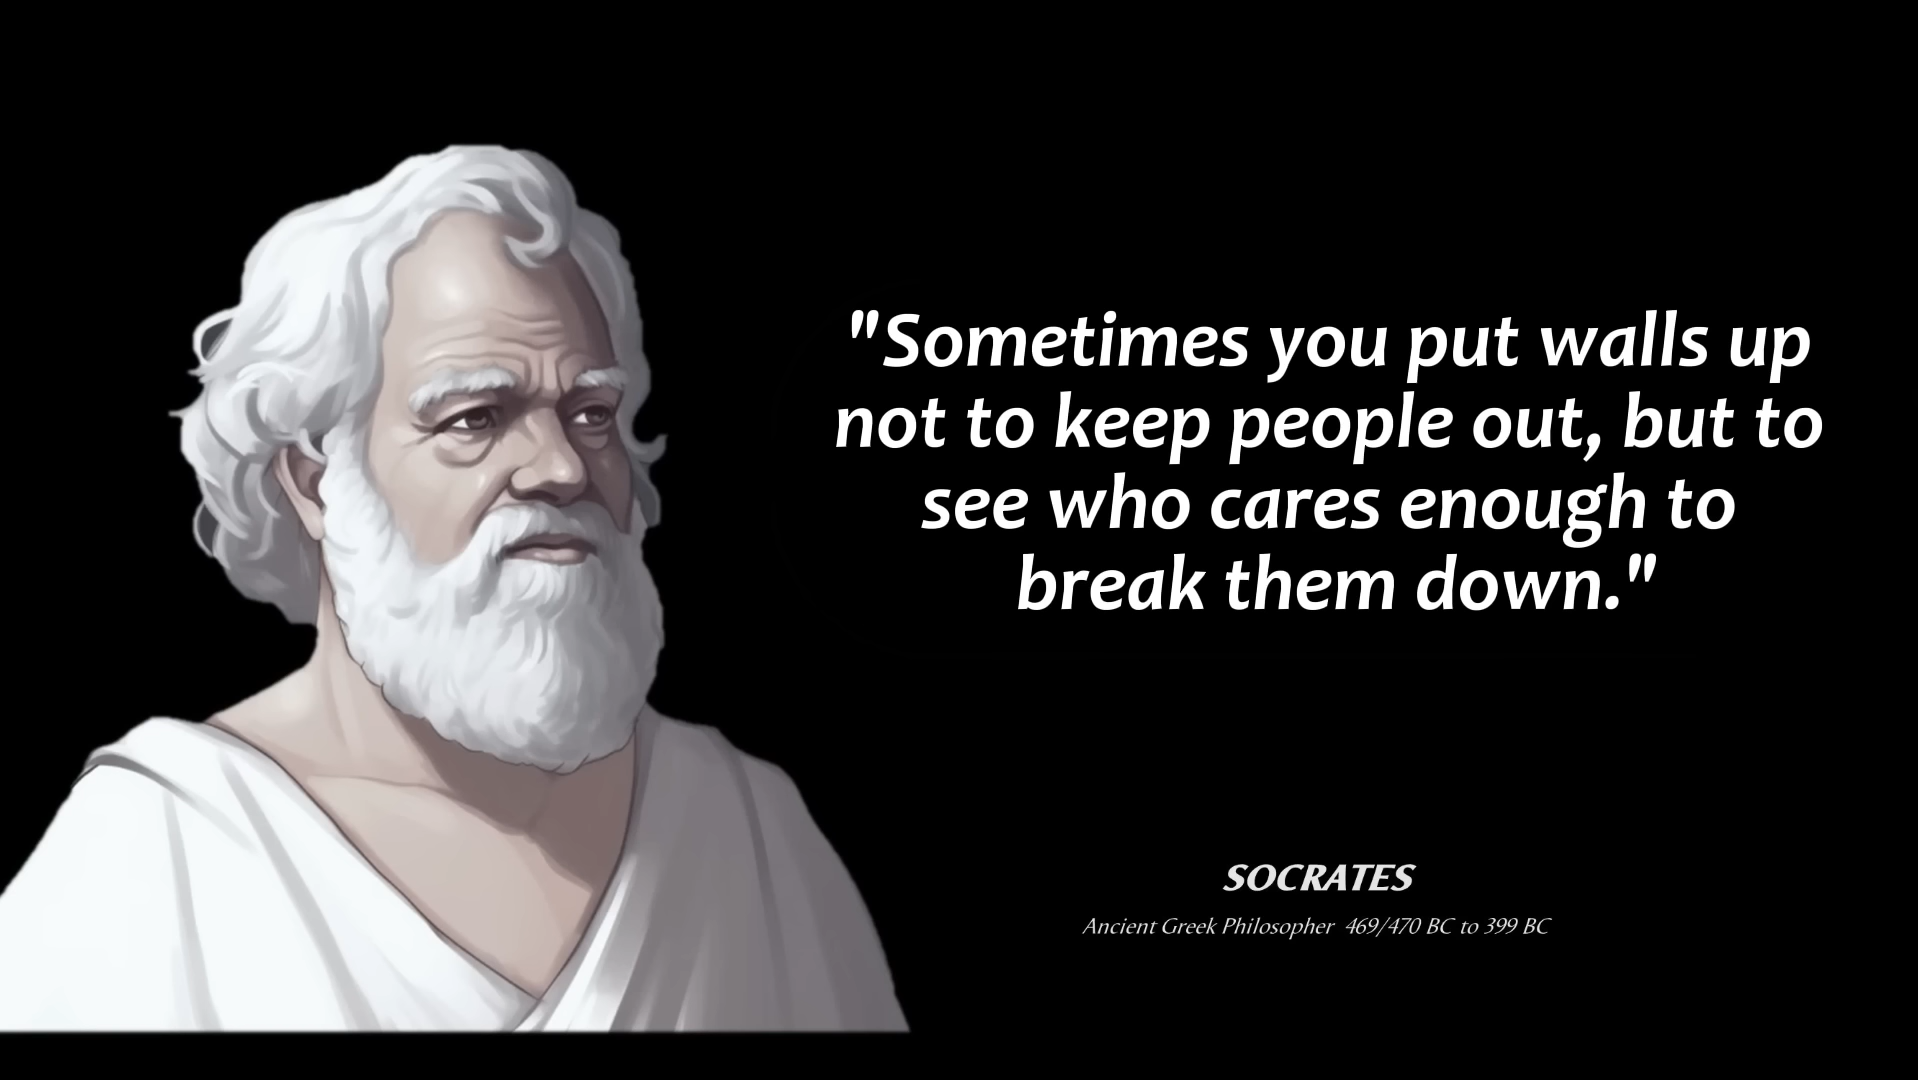 "Sometimes you put walls up
not to keep people out, but to
see who cares enough to
break them down."
SOCRATES
Ancient Greek Philosopher 469/470 BC to 399 BC